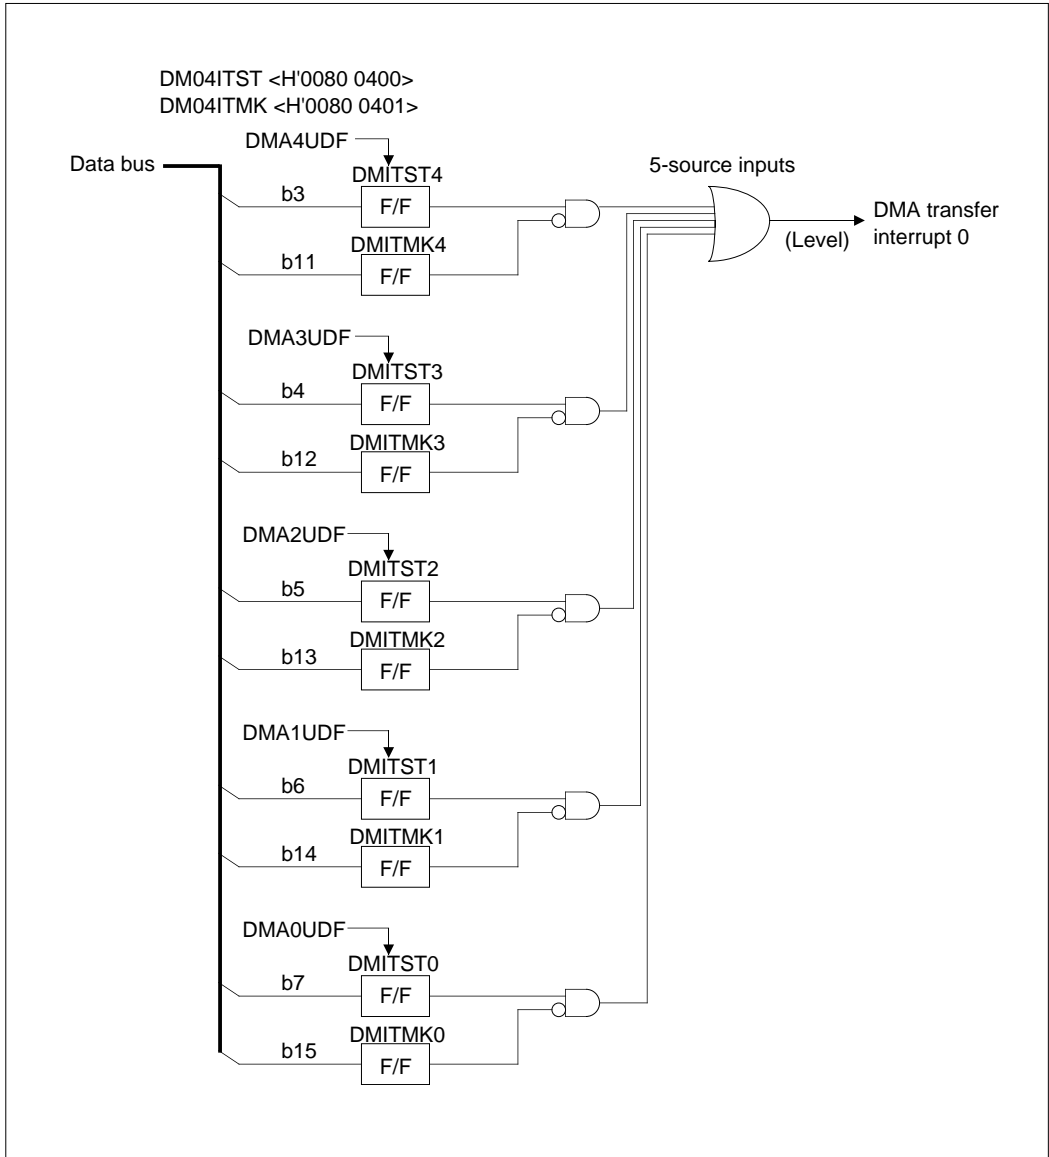 DM04ITST <H'0080 0400>
DM04ITMK <H'0080 0401>
DMA4UDF
Data bus
DMITST4
5-source inputs
b3
F/F
DMA transfer
interrupt 0
(Level)
DMITMK4
b11
F/F
DMA3UDF
DMITST3
b4
F/F
DMITMK3
b12
F/F
DMA2UDF
DMITST2
b5
F/F
DMITMK2
b13
F/F
DMA1UDF
DMITST1
b6
F/F
DMITMK1
b14
F/F
DMA0UDF
DMITST0
b7
F/F
DMITMK0
b15
F/F